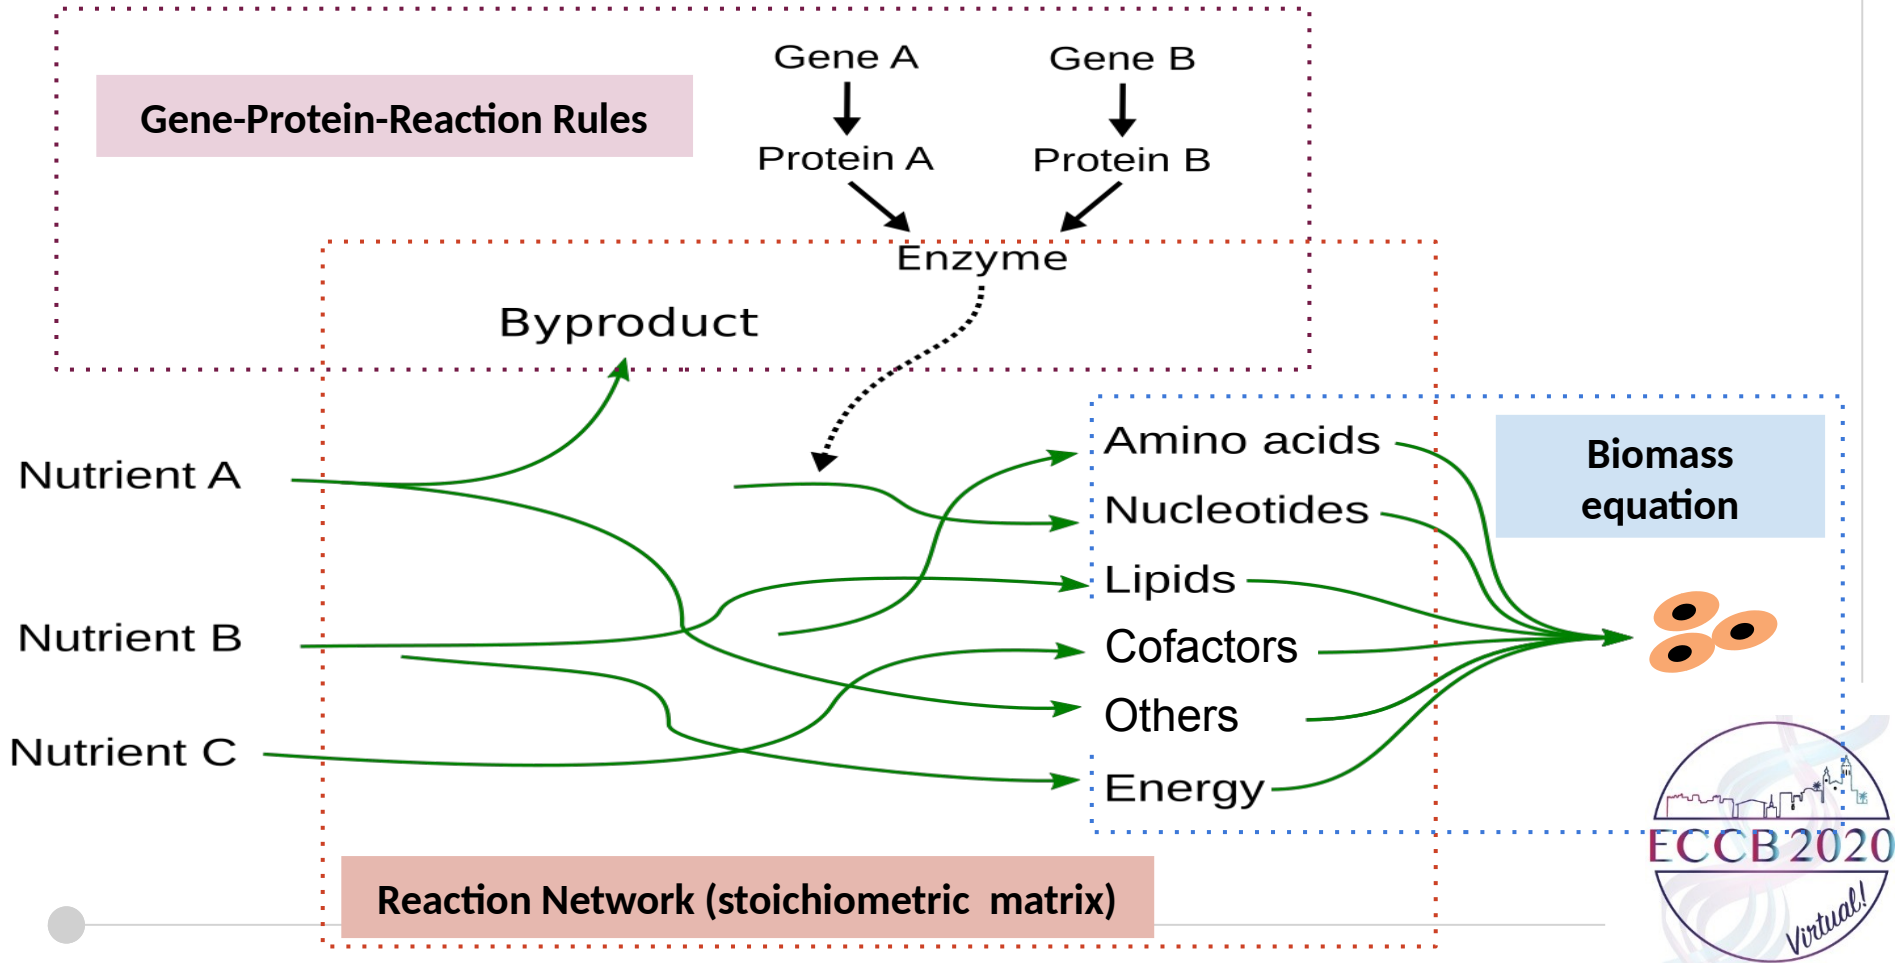 Gene A
Gene B
Gene-Protein-Reaction Rules
Protein A
Protein B
Enzyme
Byproduct
Nutrient A
Nutrient B
Nutrient C
Amino acids
Nucleotides
Lipids
Cofactors
Others
Energy
Biomass
equation
Reaction Network (stoichiometric  matrix)
ECCB 2020
Virtual!